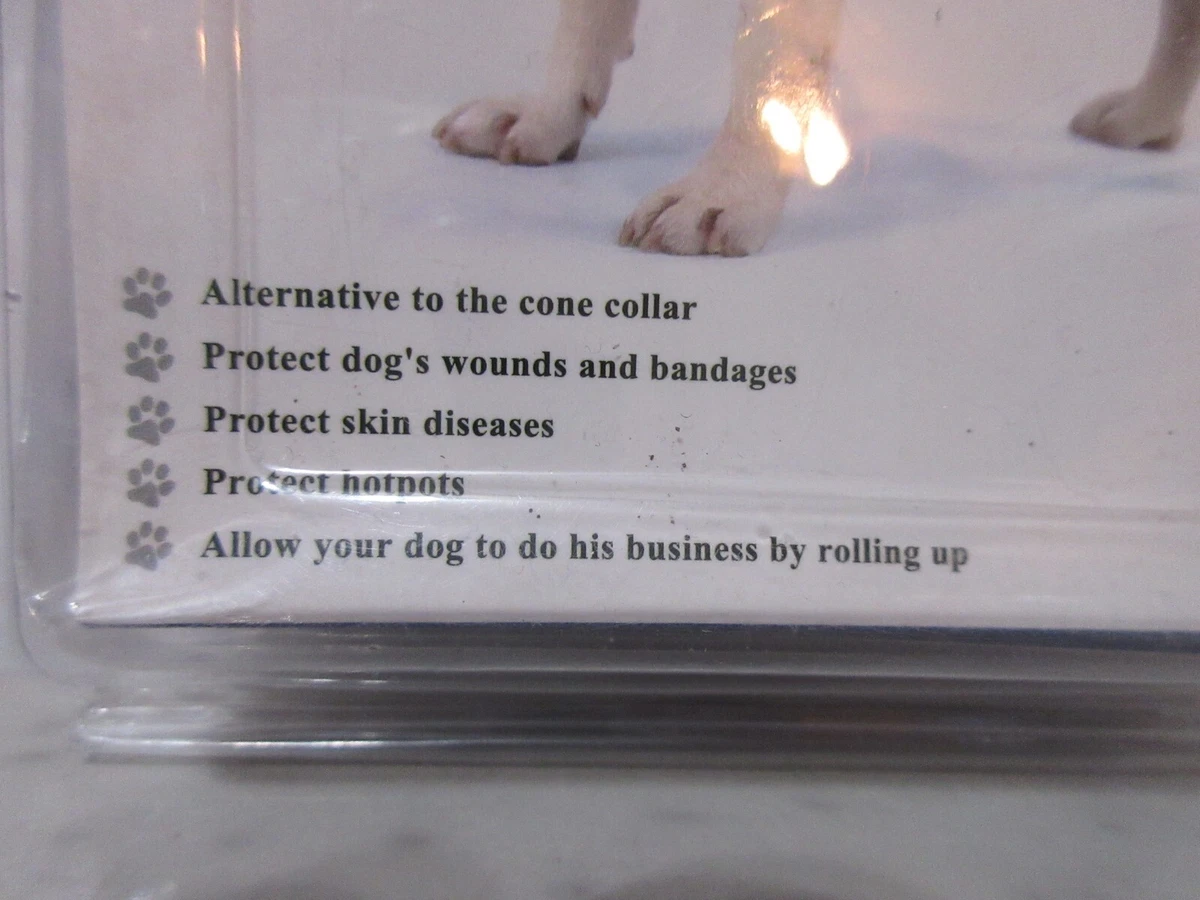 Alternative to the cone collar
Protect dog's wounds and bandages
Protect skin diseases
Protect hotpots
Allow your dog to do his business by rolling up